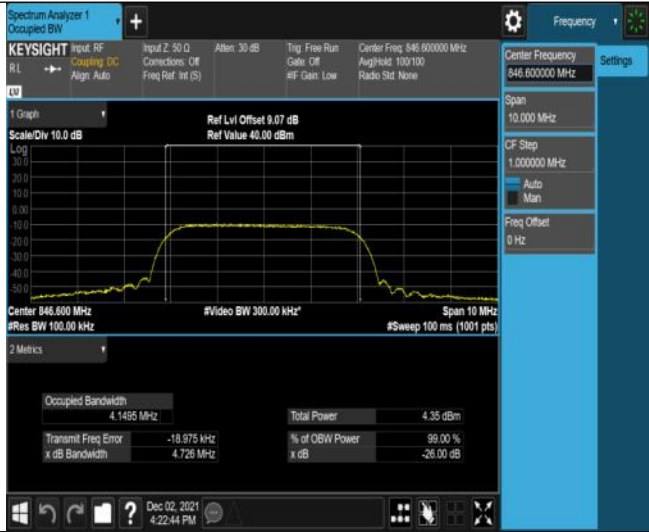 Spectrum Analyzer 1
Occupied BW
+
Frequency
KEYSIGHT
RL
LV
Input: RF
Coupling: DC
Align: Auto
Input Z: 50 Ω
Corrections: Off
Freq Ref: Int (S)
Atten: 30 dB
Trig: Free Run
Gate: Off
#IF Gain: Low
Center Freq: 846.600000 MHz
Avg|Hold: 100/100
Radio Std: None
Center Frequency
846.600000 MHz
Settings
Span
10.000 MHz
CF Step
1.000000 MHz
Auto
Man
Freq Offset
0 Hz
1 Graph
Scale/Div 10.0 dB
Ref Lvl Offset 9.07 dB
Ref Value 40.00 dBm
Log
30.0
20.0
10.0
0.00
-10.0
-20.0
-30.0
-40.0
-50.0
Center 846.600 MHz
#Video BW 300.00 kHz*
Span 10 MHz
#Res BW 100.00 kHz
#Sweep 100 ms (1001 pts)
2 Metrics
Occupied Bandwidth
4.1495 MHz
Total Power 4.35 dBm
Transmit Freq Error -18.975 kHz
% of OBW Power 99.00 %
x dB Bandwidth 4.726 MHz
x dB -26.00 dB
?
Dec 02, 2021
4:22:44 PM